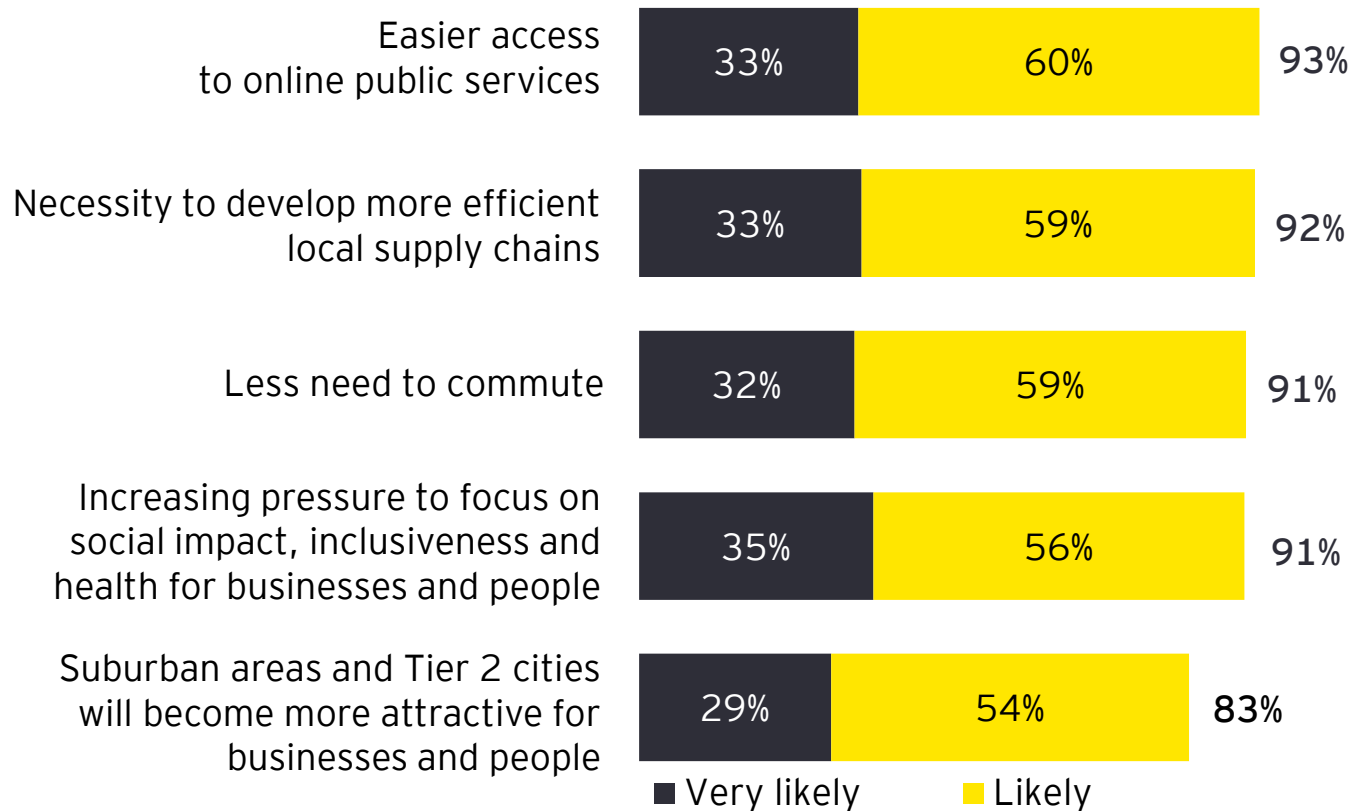 Easier access
to online public services
33%
60%
93%
Necessity to develop more efficient
local supply chains
33%
59%
92%
Less need to commute
32%
59%
91%
Increasing pressure to focus on
social impact, inclusiveness and
health for businesses and people
35%
56%
91%
Suburban areas and Tier 2 cities
will become more attractive for
businesses and people
29%
54%
83%
Very likely
Likely